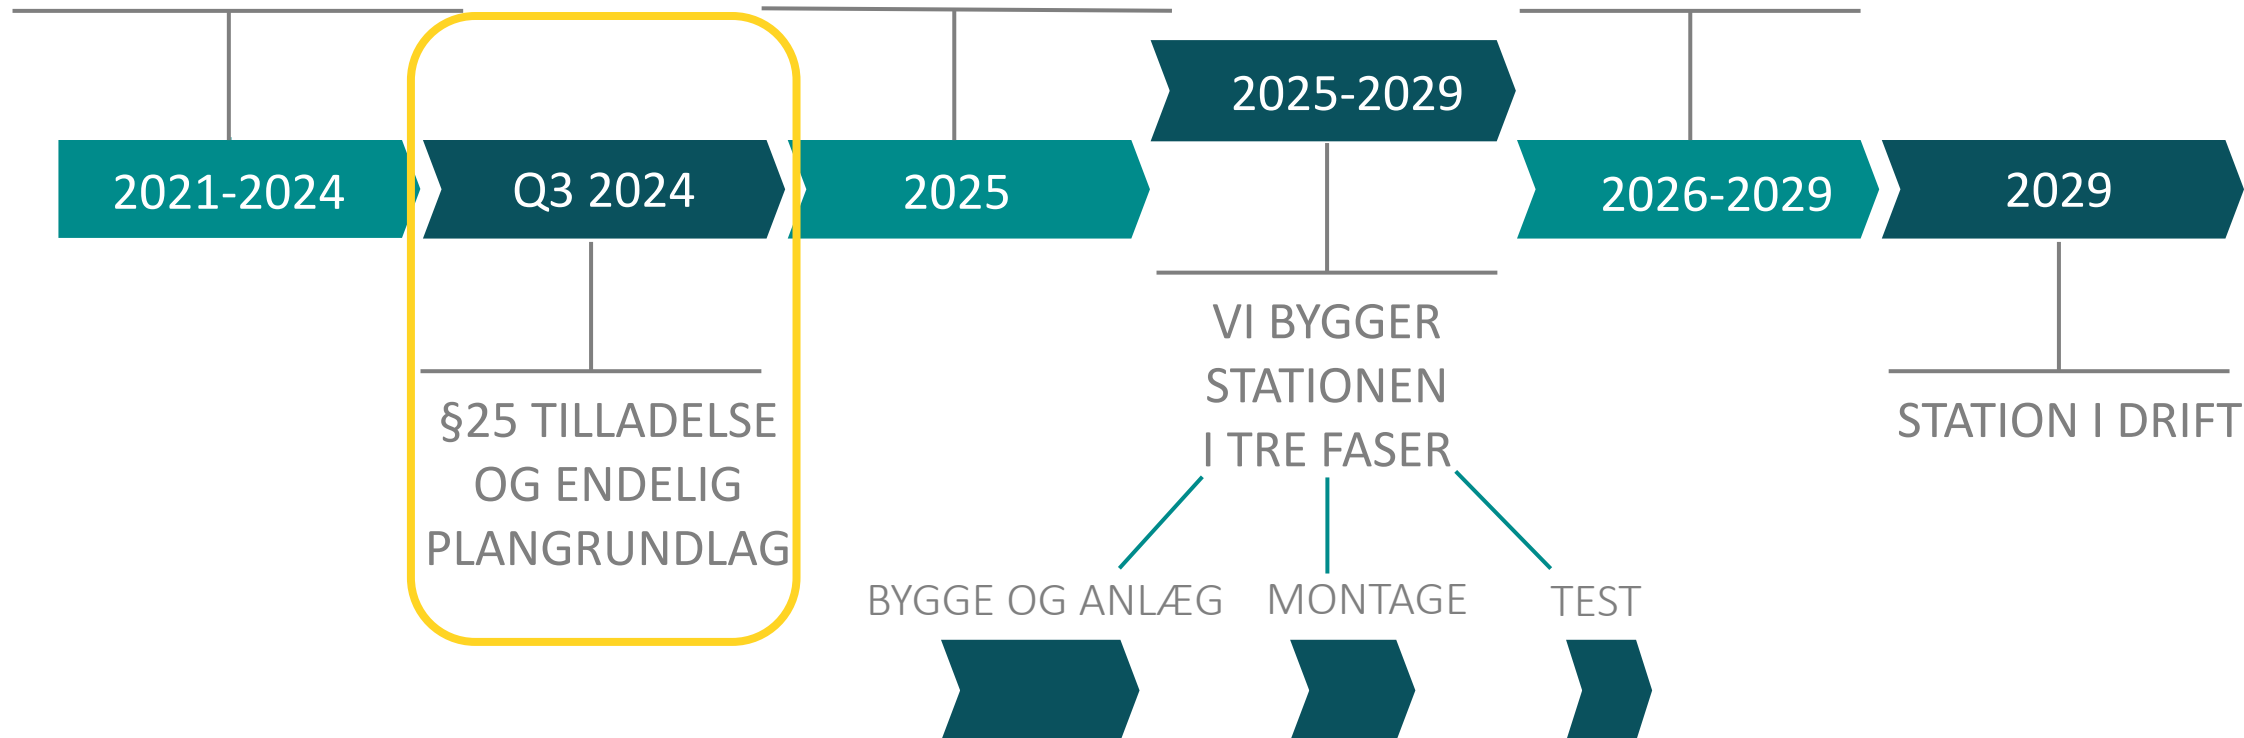 2021-2024
Q3 2024
§25 TILLADELSE
OG ENDELIG
PLANGRUNDLAG
2025
2025-2029
VI BYGGER
STATIONEN
I TRE FASER
BYGGE OG ANLÆG
MONTAGE
TEST
2026-2029
2029
STATION I DRIFT